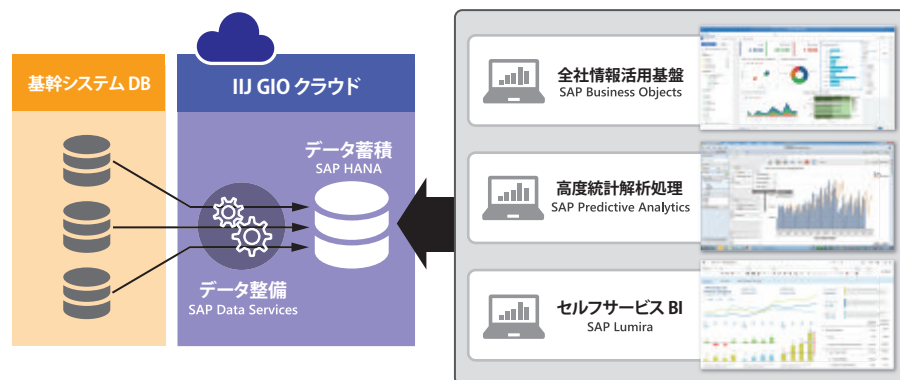 基幹システム DB
IIJ GIO クラウド
データ蓄積
SAP HANA
データ整備
SAP Data Services
全社情報活用基盤
SAP Business Objects
高度統計解析処理
SAP Predictive Analytics
セルフサービス BI
SAP Lumira